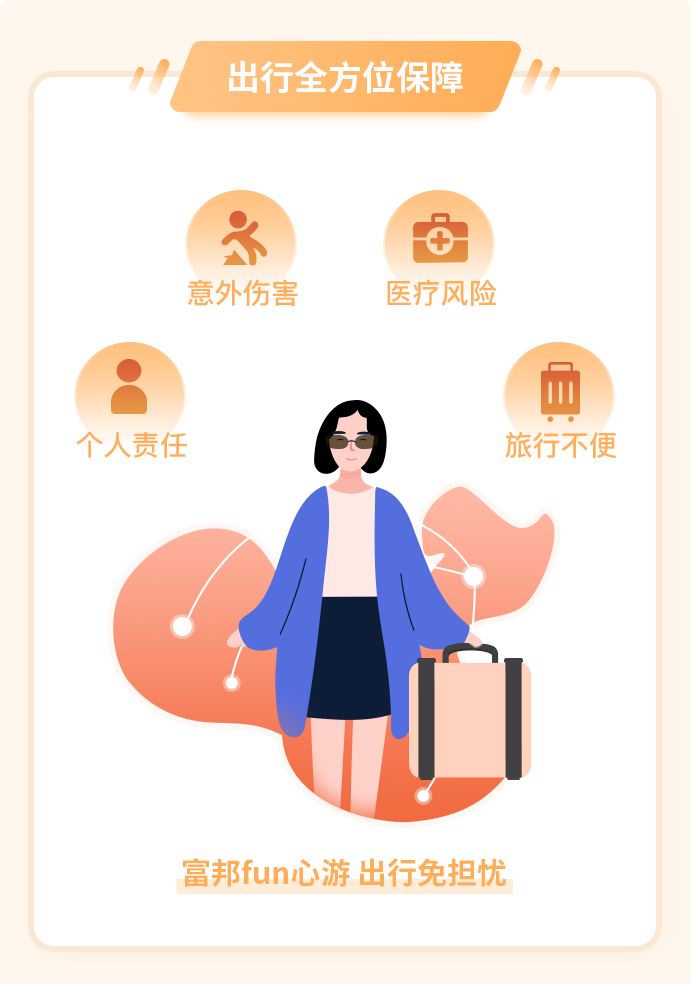 出行全方位保障
意外伤害
医疗风险
个人责任
旅行不便
富邦fun心游 出行免担忧